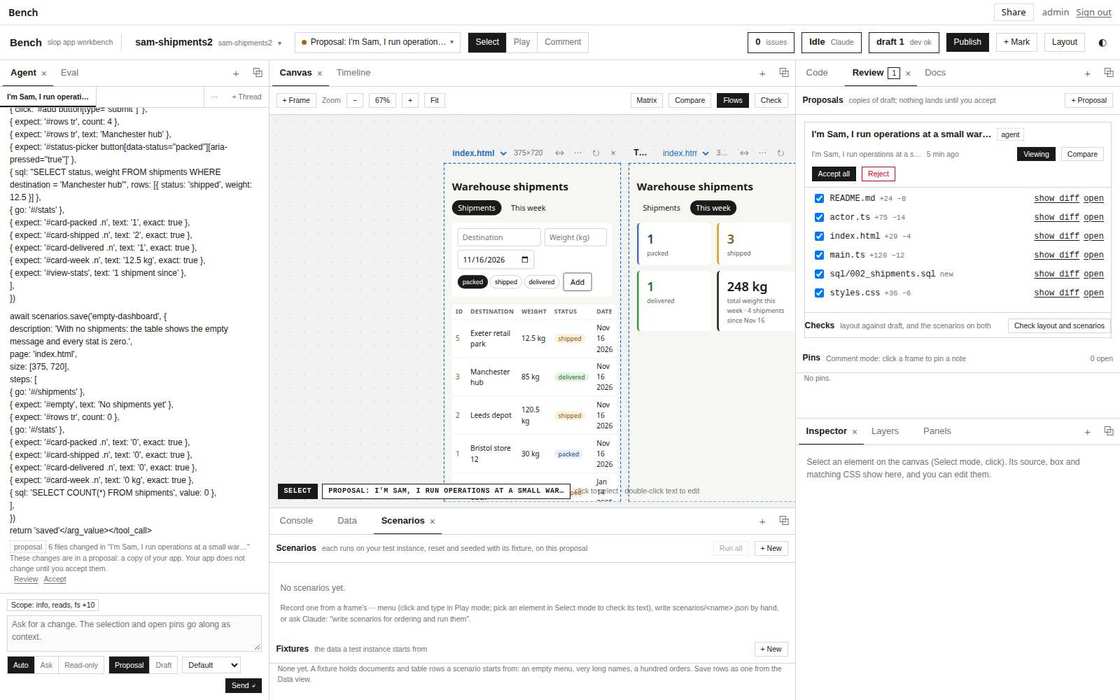 Bench
Share
admin
Sign out
Bench
slop app workbench
sam-shipments2
sam-shipments2
Proposal: I'm Sam, I run operation…
Select
Play
Comment
0 issues
Idle Claude
draft 1 dev ok
Publish
+ Mark
Layout
Agent ×
Eval
I'm Sam, I run operati…
···
+ Thread
{ click: '#add button[type="submit"]' },
{ expect: '#rows tr', count: 4 },
{ expect: '#rows tr', text: 'Manchester hub' },
{ expect: '#status-picker button[data-status="packed"][aria-
pressed="true"]' },
{ sql: "SELECT status, weight FROM shipments WHERE
destination = 'Manchester hub'", rows: [{ status: 'shipped', weight:
12.5 }] },
{ go: '#/stats' },
{ expect: '#card-packed .n', text: '1', exact: true },
{ expect: '#card-shipped .n', text: '2', exact: true },
{ expect: '#card-delivered .n', text: '1', exact: true },
{ expect: '#card-week .n', text: '12.5 kg', exact: true },
{ expect: '#view-stats', text: '1 shipment since' },
],
})
await scenarios.save('empty-dashboard', {
description: 'With no shipments: the table shows the empty
message and every stat is zero.',
page: 'index.html',
size: [375, 720],
steps: [
{ go: '#/shipments' },
{ expect: '#empty', text: 'No shipments yet' },
{ expect: '#rows tr', count: 0 },
{ go: '#/stats' },
{ expect: '#card-packed .n', text: '0', exact: true },
{ expect: '#card-shipped .n', text: '0', exact: true },
{ expect: '#card-delivered .n', text: '0', exact: true },
{ expect: '#card-week .n', text: '0 kg', exact: true },
{ sql: 'SELECT COUNT(*) FROM shipments', value: 0 },
],
})
return 'saved'</arg_value></tool_call>
proposal 6 files changed in "I'm Sam, I run operations at a small war…"
These changes are in a proposal: a copy of your app. Your app does not
change until you accept them.
Review Accept
Scope: info, reads, fs +10
Ask for a change. The selection and open pins go along as
context.
Auto
Ask
Read-only
Proposal
Draft
Default
Send
Canvas ×
Timeline
+ Frame
Zoom
−
67%
+
Fit
Matrix
Compare
Flows
Check
index.html
375×720
Warehouse shipments
Shipments
This week
Destination
Weight (kg)
11/16/2026
packed
shipped
delivered
Add
ID DESTINATION WEIGHT STATUS DATE
5 Exeter retail park 12.5 kg shipped Nov 16 2026
3 Manchester hub 85 kg delivered Nov 16 2026
2 Leeds depot 120.5 kg shipped Nov 16 2026
1 Bristol store 12 30 kg packed Nov 16 2026
Jan
T…
3…
Warehouse shipments
Shipments
This week
1
packed
3
shipped
1
delivered
248 kg
total weight this
week · 4 shipments
since Nov 16
SELECT
PROPOSAL: I'M SAM, I RUN OPERATIONS AT A SMALL WAR…
click to select · double-click text to edit
Console
Data
Scenarios ×
Scenarios each runs on your test instance, reset and seeded with its fixture, on this proposal
Run all
+ New
No scenarios yet.
Record one from a frame's ··· menu (click and type in Play mode; pick an element in Select mode to check its text), write scenarios/<name>.json by hand,
or ask Claude: "write scenarios for ordering and run them".
Fixtures the data a test instance starts from
+ New
None yet. A fixture holds documents and table rows a scenario starts from: an empty menu, very long names, a hundred orders. Save rows as one from the
Data view.
Code
Review 1 ×
Docs
Proposals copies of draft; nothing lands until you accept
+ Proposal
I'm Sam, I run operations at a small war…
agent
I'm Sam, I run operations at a s…
5 min ago
Viewing
Compare
Accept all
Reject
README.md +24 −8 show diff open
actor.ts +75 −14 show diff open
index.html +29 −4 show diff open
main.ts +120 −12 show diff open
sql/002_shipments.sql new show diff open
styles.css +36 −6 show diff open
Checks layout against draft, and the scenarios on both
Check layout and scenarios
Pins Comment mode: click a frame to pin a note
0 open
No pins.
Inspector ×
Layers
Panels
Select an element on the canvas (Select mode, click). Its source, box and
matching CSS show here, and you can edit them.